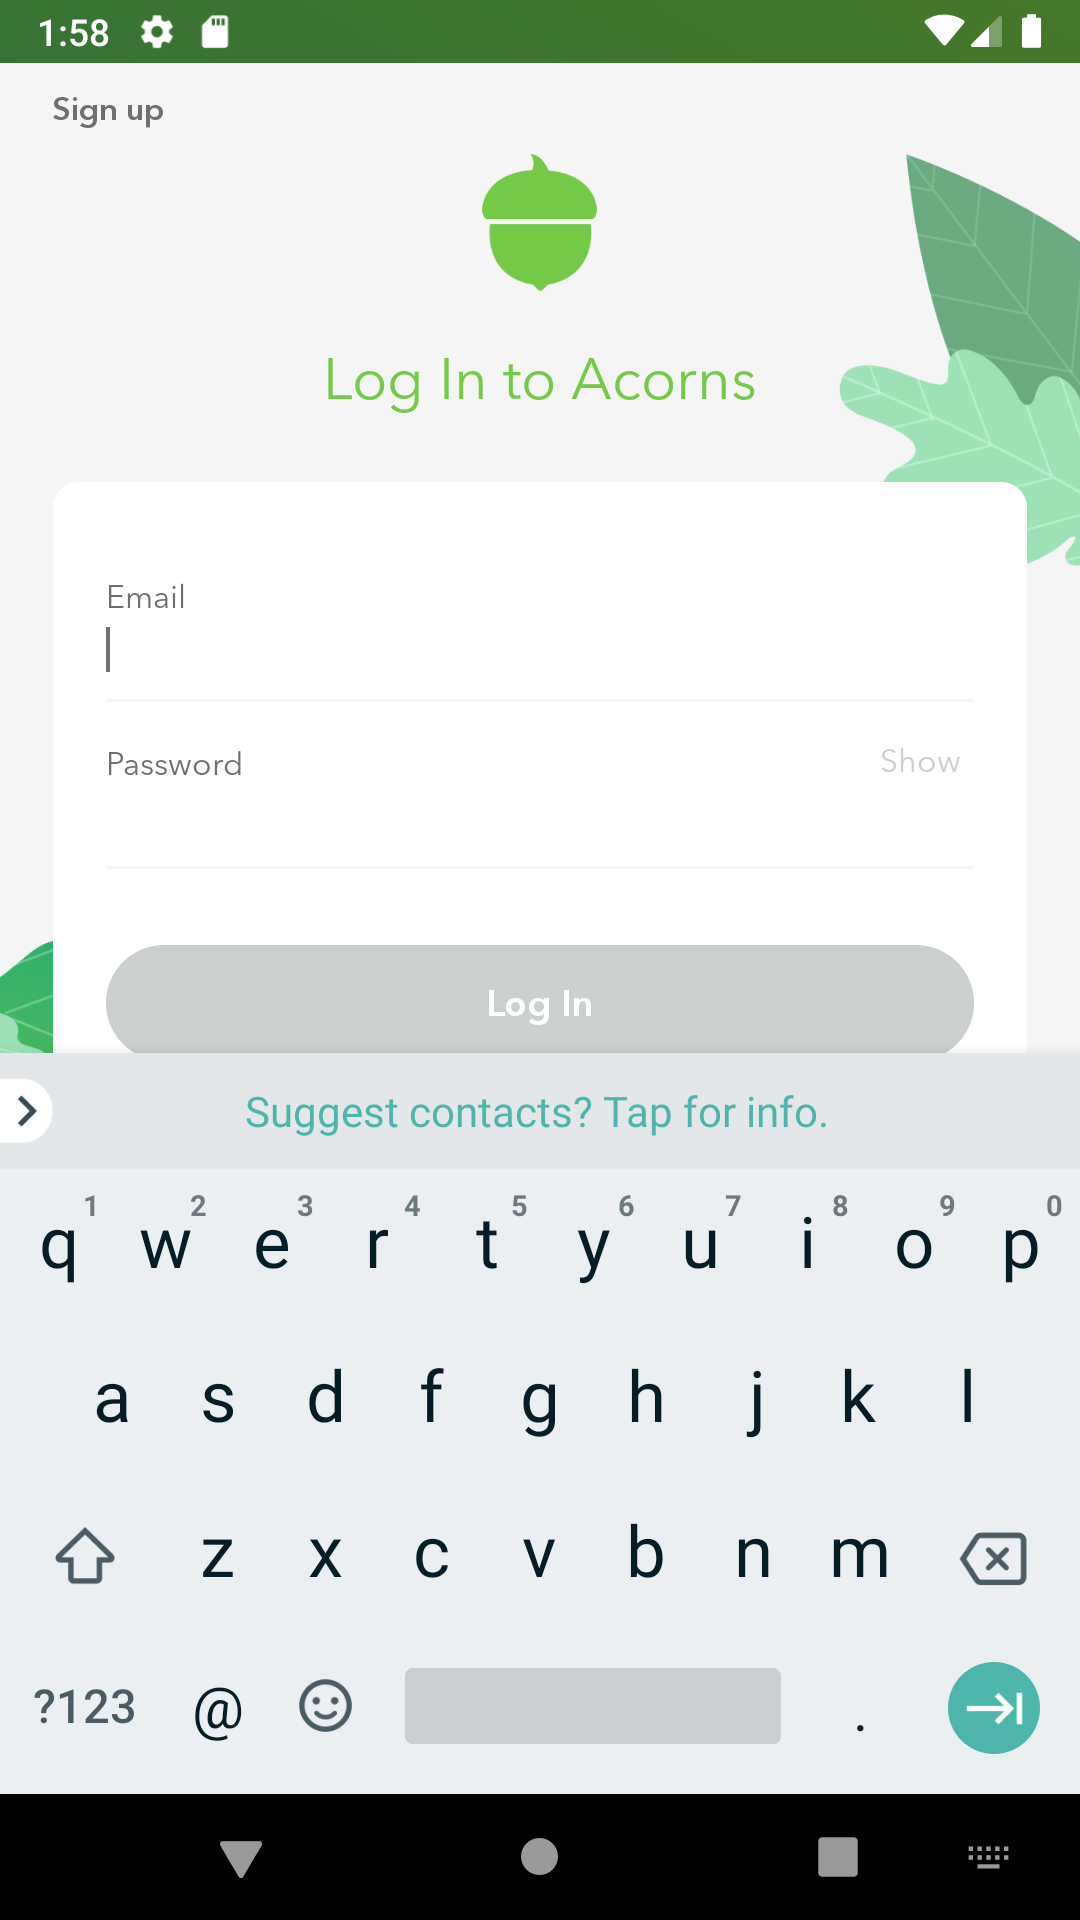 1:58
Sign up
Log In to Acorns
Email
Password
Show
Log In
Suggest contacts? Tap for info.
1 2 3 4 5 6 7 8 9 0
q w e r t y u i o p
a s d f g h j k l
z x c v b n m
?123 @ .